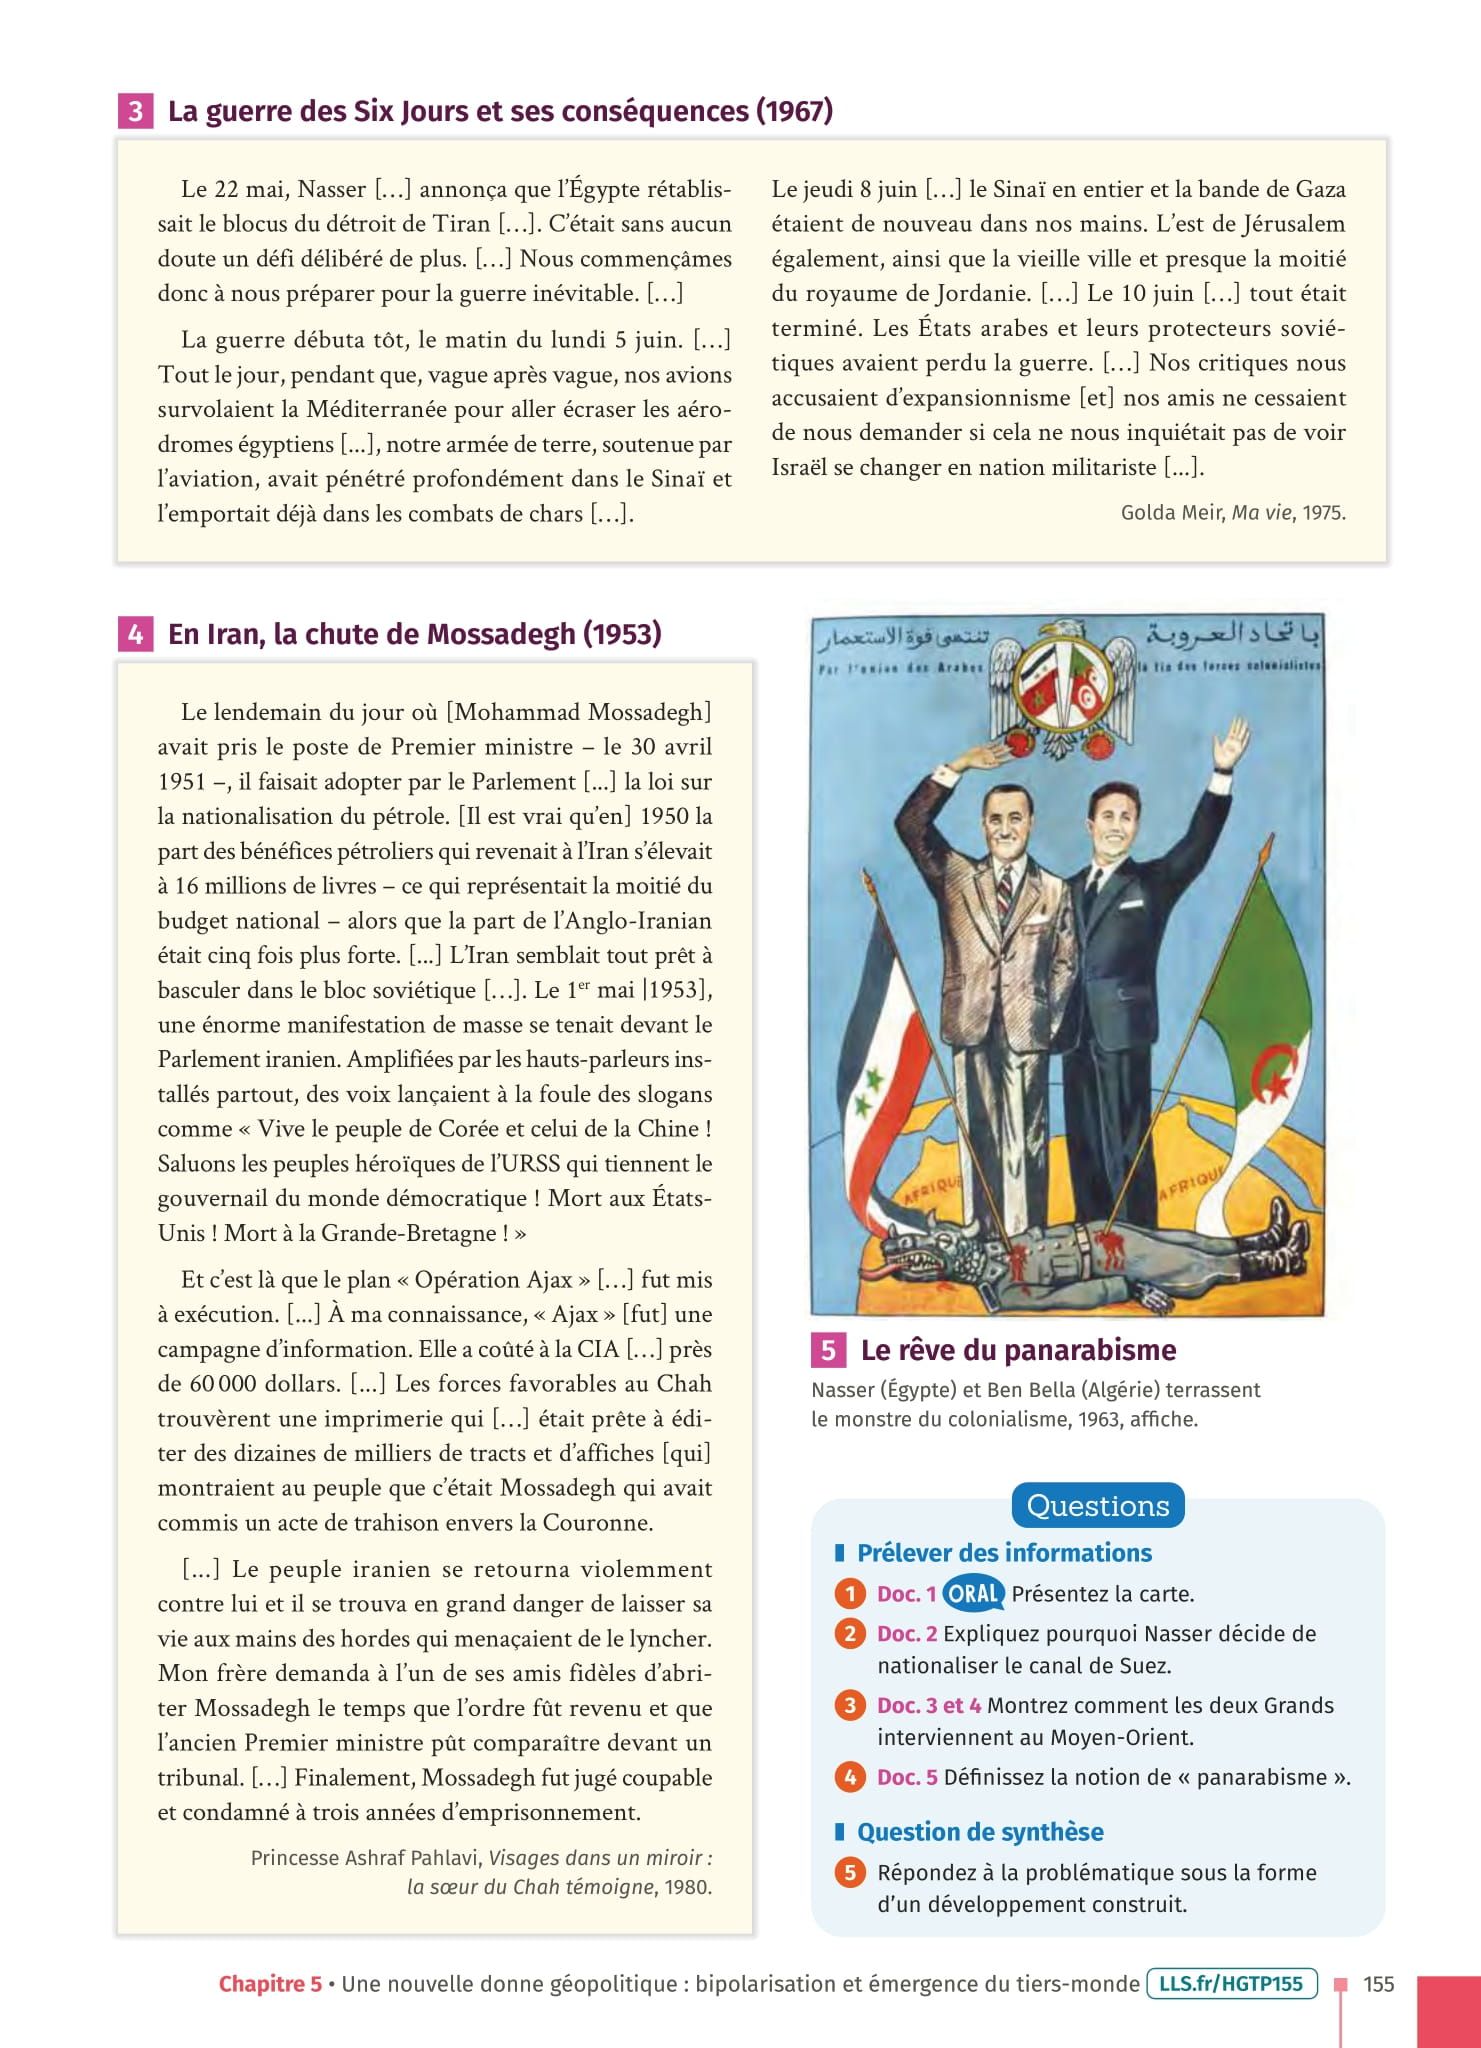 3 La guerre des Six Jours et ses conséquences (1967)
Le 22 mai, Nasser […] annonça que l’Égypte rétablis-
sait le blocus du détroit de Tiran […]. C’était sans aucun
doute un défi délibéré de plus. […] Nous commençâmes
donc à nous préparer pour la guerre inévitable. […]
La guerre débuta tôt, le matin du lundi 5 juin. […]
Tout le jour, pendant que, vague après vague, nos avions
survolaient la Méditerranée pour aller écraser les aéro-
dromes égyptiens [...], notre armée de terre, soutenue par
l’aviation, avait pénétré profondément dans le Sinaï et
l’emportait déjà dans les combats de chars […].
Le jeudi 8 juin […] le Sinaï en entier et la bande de Gaza
étaient de nouveau dans nos mains. L’est de Jérusalem
également, ainsi que la vieille ville et presque la moitié
du royaume de Jordanie. […] Le 10 juin […] tout était
terminé. Les États arabes et leurs protecteurs sovié-
tiques avaient perdu la guerre. […] Nos critiques nous
accusaient d’expansionnisme [et] nos amis ne cessaient
de nous demander si cela ne nous inquiétait pas de voir
Israël se changer en nation militariste [...].
Golda Meir, Ma vie, 1975.
4 En Iran, la chute de Mossadegh (1953)
Le lendemain du jour où [Mohammad Mossadegh]
avait pris le poste de Premier ministre – le 30 avril
1951 –, il faisait adopter par le Parlement [...] la loi sur
la nationalisation du pétrole. [Il est vrai qu’en] 1950 la
part des bénéfices pétroliers qui revenait à l’Iran s’élevait
à 16 millions de livres – ce qui représentait la moitié du
budget national – alors que la part de l’Anglo-Iranian
était cinq fois plus forte. [...] L’Iran semblait tout prêt à
basculer dans le bloc soviétique […]. Le 1er mai |1953],
une énorme manifestation de masse se tenait devant le
Parlement iranien. Amplifiées par les hauts-parleurs ins-
tallés partout, des voix lançaient à la foule des slogans
comme « Vive le peuple de Corée et celui de la Chine !
Saluons les peuples héroïques de l’URSS qui tiennent le
gouvernail du monde démocratique ! Mort aux États-
Unis ! Mort à la Grande-Bretagne ! »
Et c’est là que le plan « Opération Ajax » […] fut mis
à exécution. [...] À ma connaissance, « Ajax » [fut] une
campagne d’information. Elle a coûté à la CIA […] près
de 60 000 dollars. [...] Les forces favorables au Chah
trouvèrent une imprimerie qui […] était prête à édi-
ter des dizaines de milliers de tracts et d’affiches [qui]
montraient au peuple que c’était Mossadegh qui avait
commis un acte de trahison envers la Couronne.
[...] Le peuple iranien se retourna violemment
contre lui et il se trouva en grand danger de laisser sa
vie aux mains des hordes qui menaçaient de le lyncher.
Mon frère demanda à l’un de ses amis fidèles d’abri-
ter Mossadegh le temps que l’ordre fût revenu et que
l’ancien Premier ministre pût comparaître devant un
tribunal. […] Finalement, Mossadegh fut jugé coupable
et condamné à trois années d’emprisonnement.
Princesse Ashraf Pahlavi, Visages dans un miroir :
la sœur du Chah témoigne, 1980.
باتحاد العروبة تنتهي قوة الاستعمار
Par l'union des Arabes la fin des forces colonialistes
AFRIQUE
AFRIQUE
5 Le rêve du panarabisme
Nasser (Égypte) et Ben Bella (Algérie) terrassent
le monstre du colonialisme, 1963, affiche.
Questions
Prélever des informations
1 Doc. 1 ORAL Présentez la carte.
2 Doc. 2 Expliquez pourquoi Nasser décide de
nationaliser le canal de Suez.
3 Doc. 3 et 4 Montrez comment les deux Grands
interviennent au Moyen-Orient.
4 Doc. 5 Définissez la notion de « panarabisme ».
Question de synthèse
5 Répondez à la problématique sous la forme
d’un développement construit.
Chapitre 5 • Une nouvelle donne géopolitique : bipolarisation et émergence du tiers-monde LLS.fr/HGTP155 155